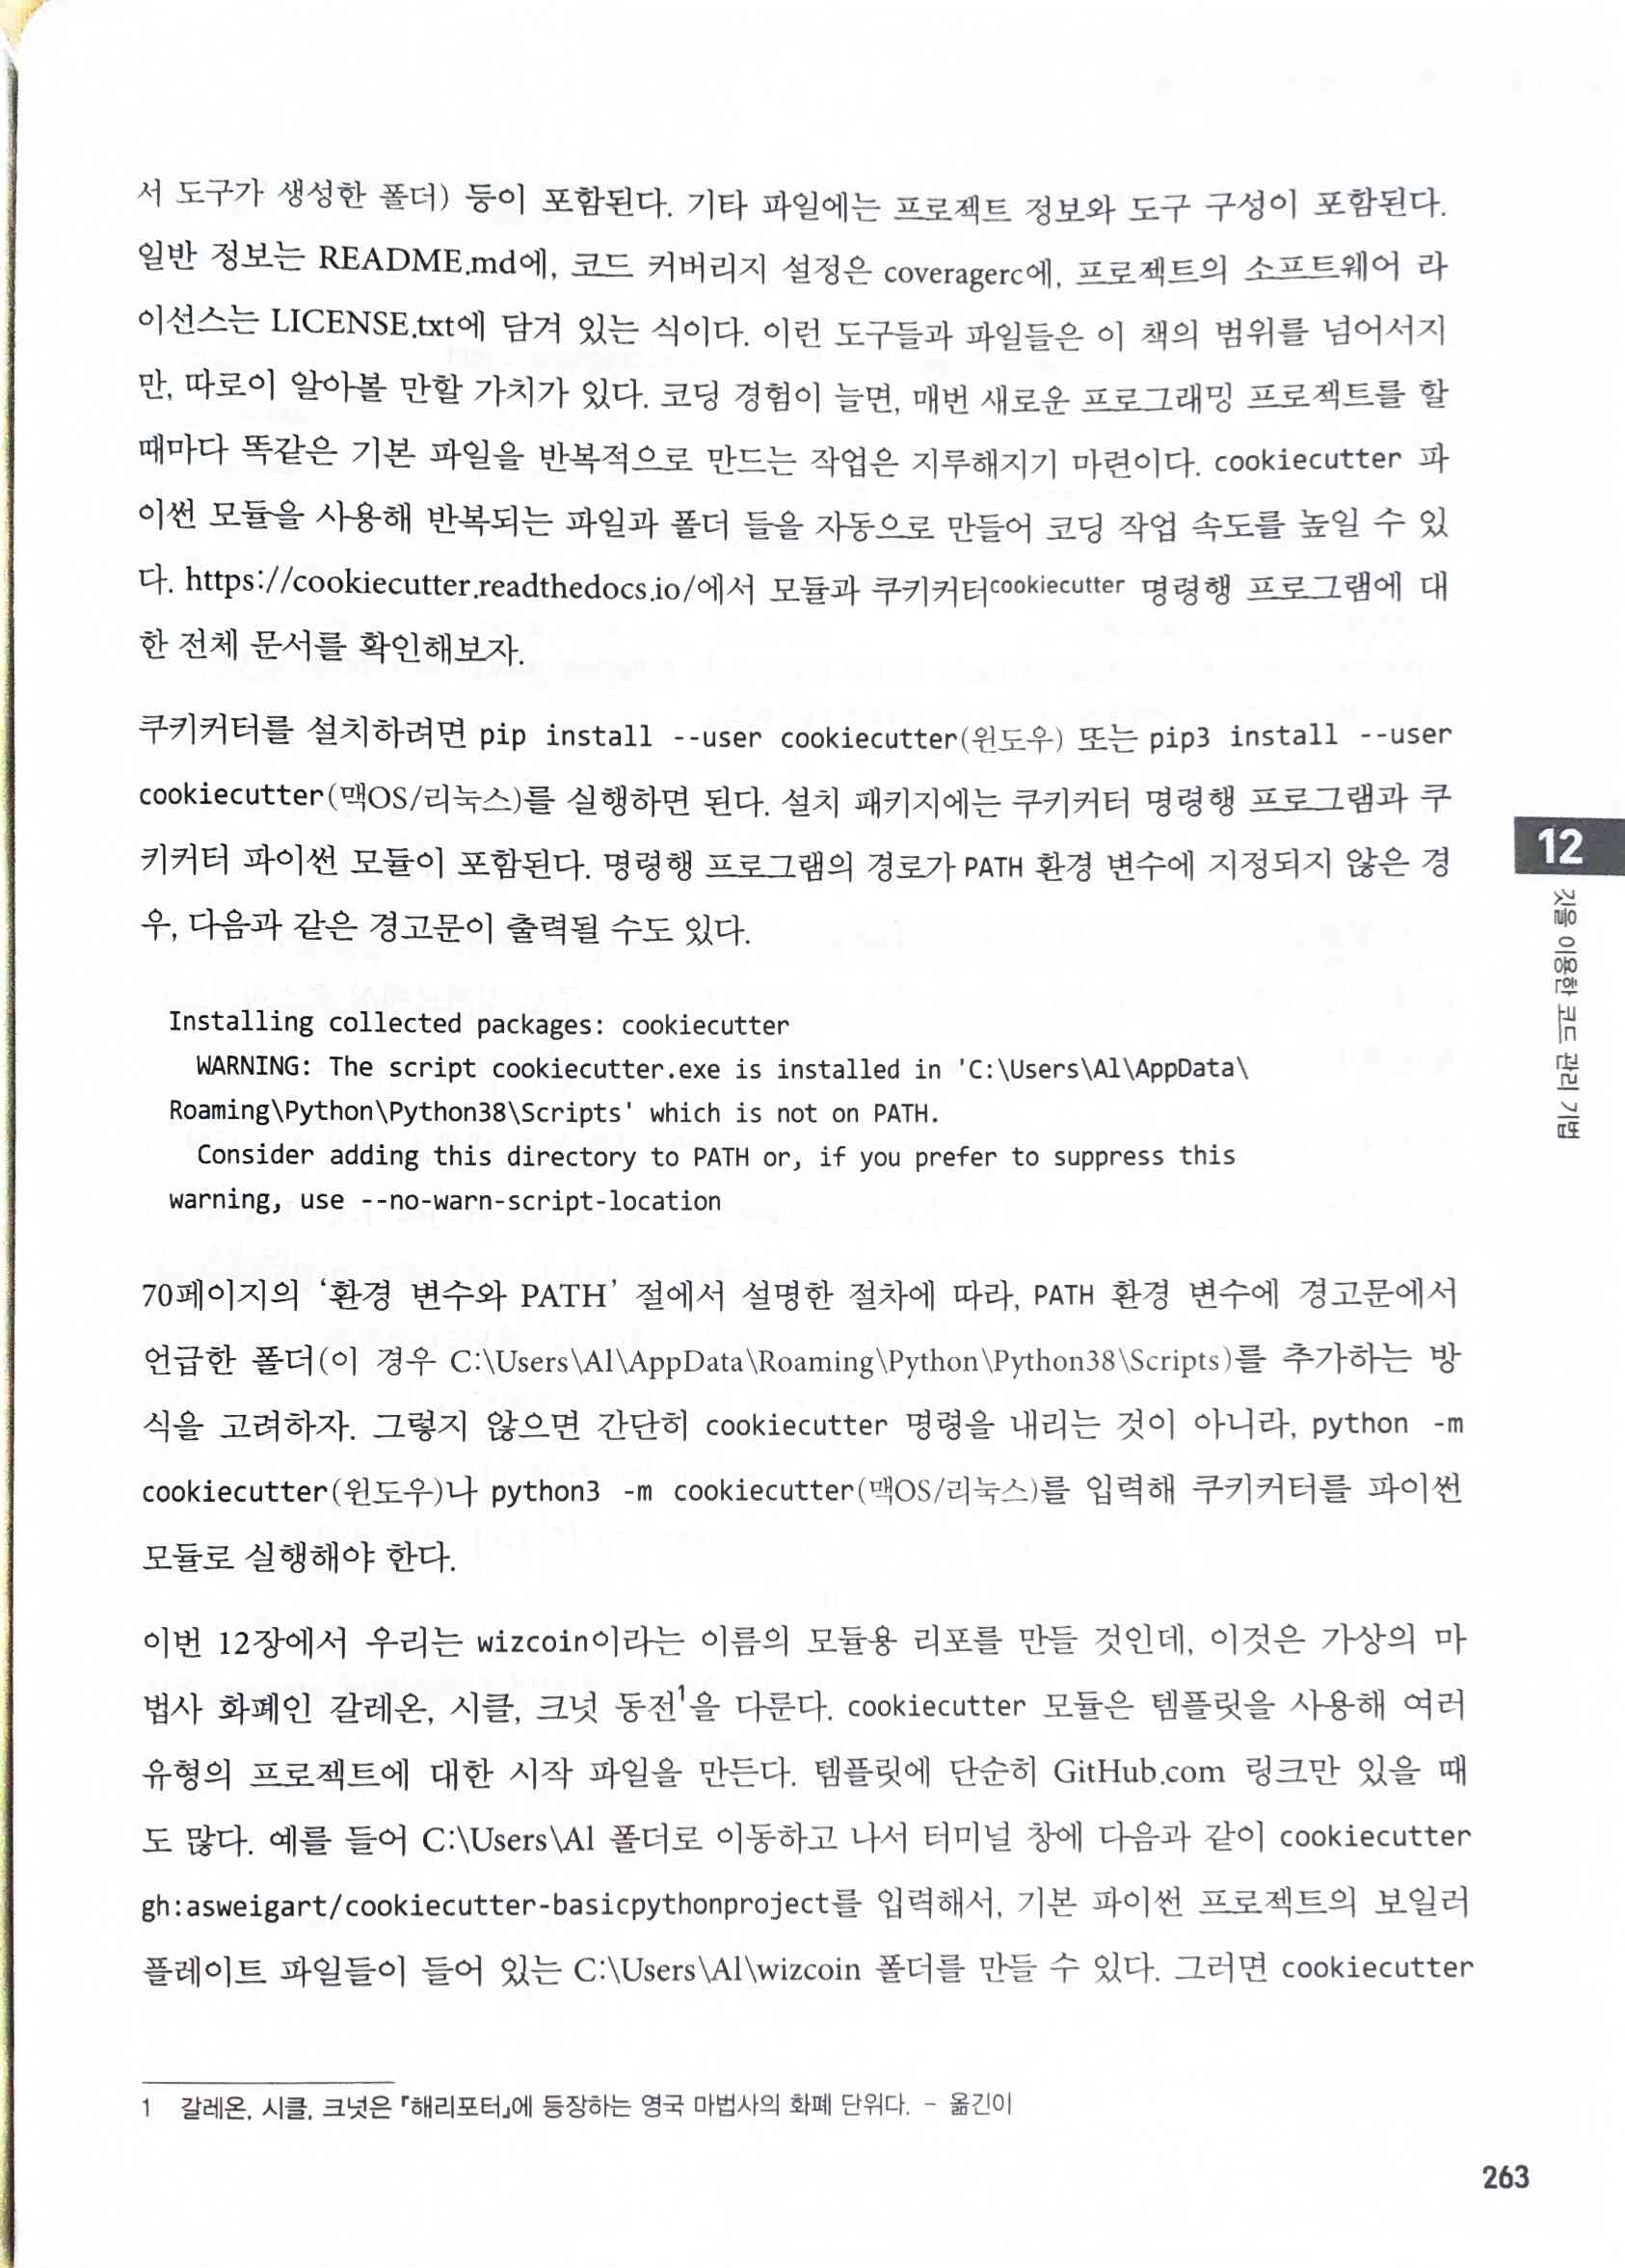 서 도구가 생성한 폴더) 등이 포함된다. 기타 파일에는 프로젝트 정보와 도구 구성이 포함된다.
일반 정보는 README.md에, 코드 커버리지 설정은 coveragerc에, 프로젝트의 소프트웨어 라
이선스는 LICENSE.txt에 담겨 있는 식이다. 이런 도구들과 파일들은 이 책의 범위를 넘어서지
만, 따로이 알아볼 만할 가치가 있다. 코딩 경험이 늘면, 매번 새로운 프로그래밍 프로젝트를 할
때마다 똑같은 기본 파일을 반복적으로 만드는 작업은 지루해지기 마련이다. cookiecutter 파
이썬 모듈을 사용해 반복되는 파일과 폴더 들을 자동으로 만들어 코딩 작업 속도를 높일 수 있
다. https://cookiecutter.readthedocs.io/에서 모듈과 쿠키커터cookiecutter 명령행 프로그램에 대
한 전체 문서를 확인해보자.
쿠키커터를 설치하려면 pip install --user cookiecutter(윈도우) 또는 pip3 install --user
cookiecutter(맥OS/리눅스)를 실행하면 된다. 설치 패키지에는 쿠키커터 명령행 프로그램과 쿠
키커터 파이썬 모듈이 포함된다. 명령행 프로그램의 경로가 PATH 환경 변수에 지정되지 않은 경
우, 다음과 같은 경고문이 출력될 수도 있다.
Installing collected packages: cookiecutter
WARNING: The script cookiecutter.exe is installed in 'C:\Users\Al\AppData\
Roaming\Python\Python38\Scripts' which is not on PATH.
Consider adding this directory to PATH or, if you prefer to suppress this
warning, use --no-warn-script-location
70페이지의 ‘환경 변수와 PATH’ 절에서 설명한 절차에 따라, PATH 환경 변수에 경고문에서
언급한 폴더(이 경우 C:\Users\Al\AppData\Roaming\Python\Python38\Scripts)를 추가하는 방
식을 고려하자. 그렇지 않으면 간단히 cookiecutter 명령을 내리는 것이 아니라, python -m
cookiecutter(윈도우)나 python3 -m cookiecutter(맥OS/리눅스)를 입력해 쿠키커터를 파이썬
모듈로 실행해야 한다.
이번 12장에서 우리는 wizcoin이라는 이름의 모듈용 리포를 만들 것인데, 이것은 가상의 마
법사 화폐인 갈레온, 시클, 크넛 동전1을 다룬다. cookiecutter 모듈은 템플릿을 사용해 여러
유형의 프로젝트에 대한 시작 파일을 만든다. 템플릿에 단순히 GitHub.com 링크만 있을 때
도 많다. 예를 들어 C:\Users\Al 폴더로 이동하고 나서 터미널 창에 다음과 같이 cookiecutter
gh:asweigart/cookiecutter-basicpythonproject를 입력해서, 기본 파이썬 프로젝트의 보일러
플레이트 파일들이 들어 있는 C:\Users\Al\wizcoin 폴더를 만들 수 있다. 그러면 cookiecutter
1 갈레온, 시클, 크넛은 『해리포터』에 등장하는 영국 마법사의 화폐 단위다. - 옮긴이
12
깃을 이용한 코드 관리 기법
263